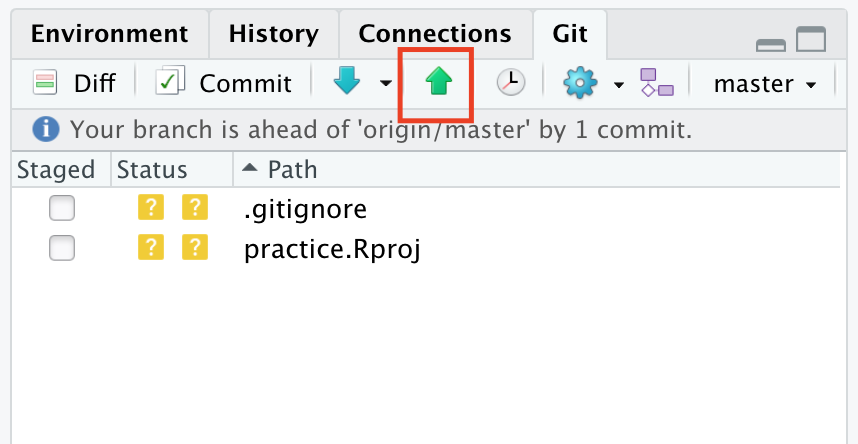 Environment History Connections Git
Diff Commit master
Your branch is ahead of 'origin/master' by 1 commit.
Staged Status Path
? ? .gitignore
? ? practice.Rproj